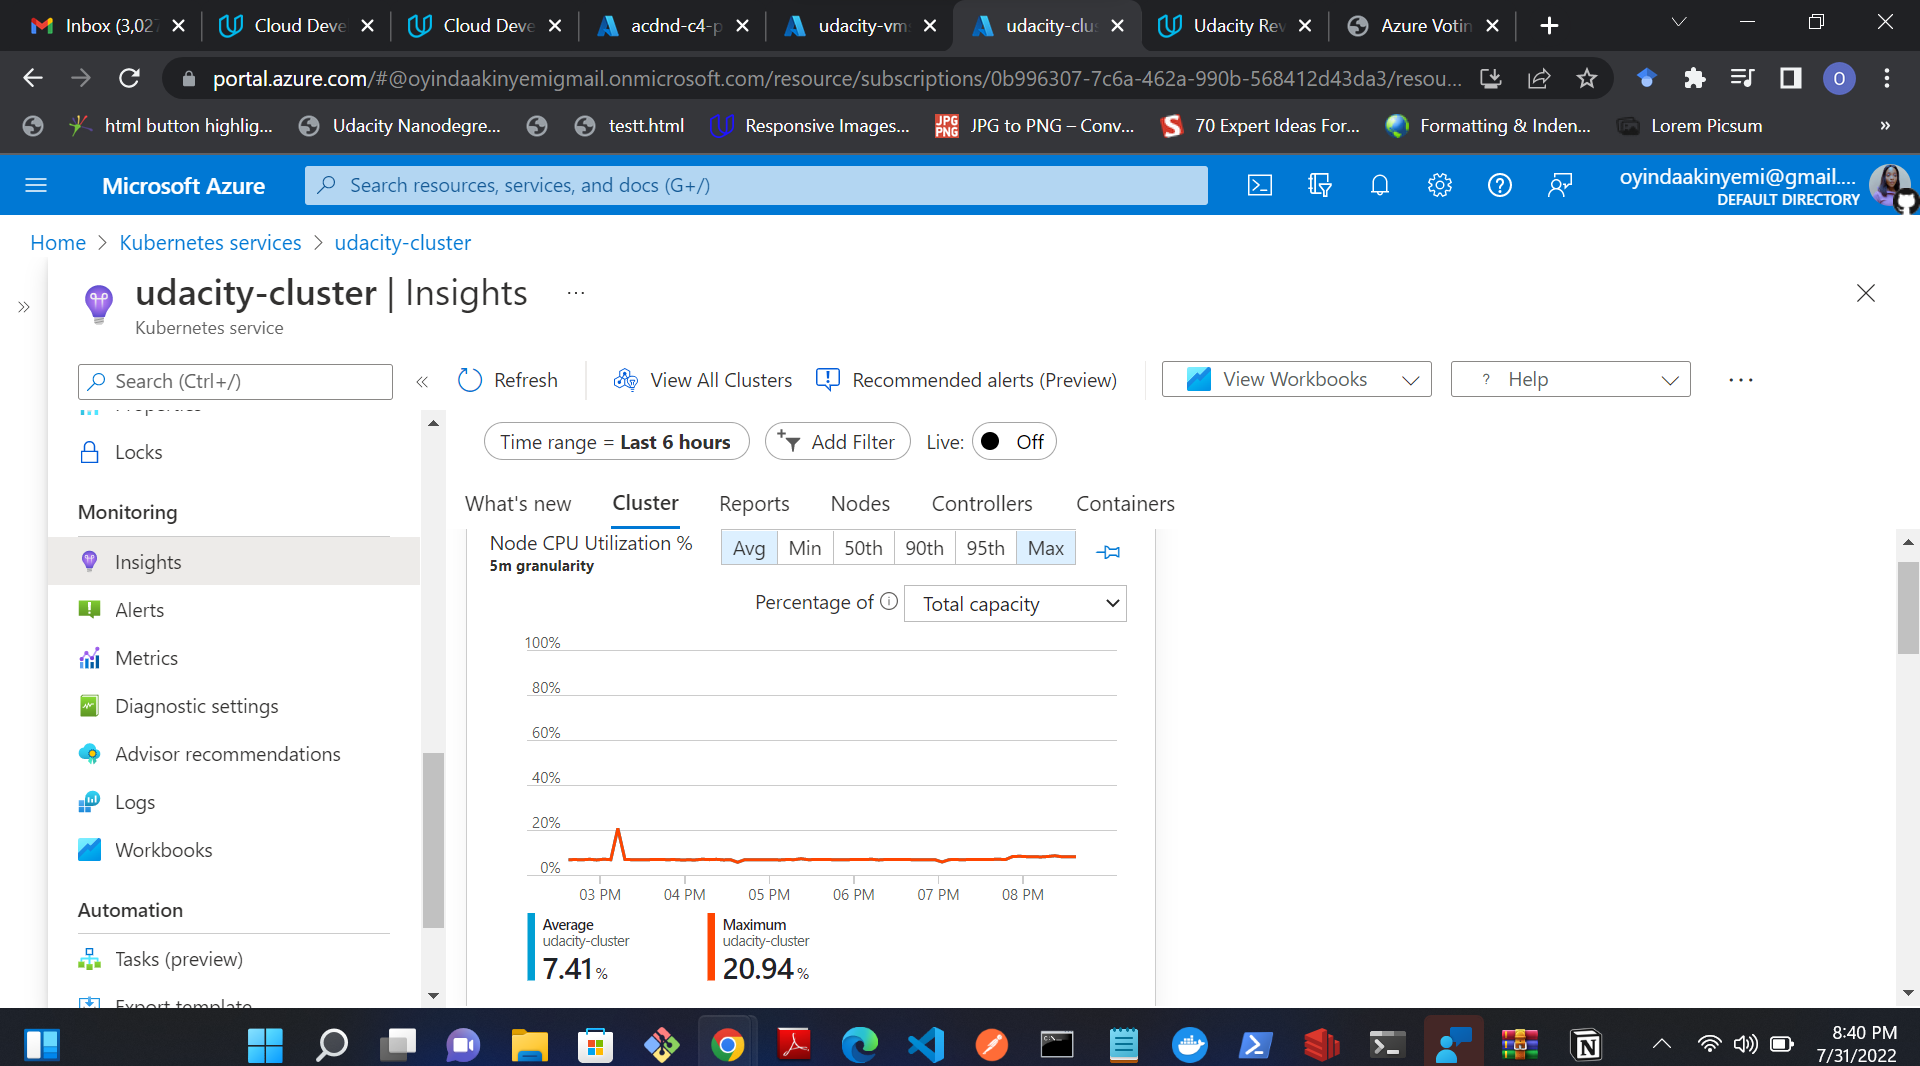 Inbox (3,027
Cloud Deve
Cloud Deve
acdnd-c4-p
udacity-vm
udacity-clus
Udacity Rev
Azure Votin
portal.azure.com/#@oyindaakinyemigmail.onmicrosoft.com/resource/subscriptions/0b996307-7c6a-462a-990b-568412d43da3/resou...
O
html button highlig...
Udacity Nanodegre...
testt.html
Responsive Images...
JPG to PNG – Conv...
70 Expert Ideas For...
Formatting & Inden...
Lorem Picsum
»
Microsoft Azure
Search resources, services, and docs (G+/)
oyindaakinyemi@gmail....
DEFAULT DIRECTORY
Home > Kubernetes services > udacity-cluster
udacity-cluster | Insights ...
Kubernetes service
Search (Ctrl+/)
Refresh
View All Clusters
Recommended alerts (Preview)
View Workbooks
? Help
...
Time range = Last 6 hours
Add Filter
Live: Off
What's new
Cluster
Reports
Nodes
Controllers
Containers
Properties
Locks
Monitoring
Insights
Alerts
Metrics
Diagnostic settings
Advisor recommendations
Logs
Workbooks
Automation
Tasks (preview)
Export template
Node CPU Utilization %
5m granularity
Avg
Min
50th
90th
95th
Max
Percentage of
Total capacity
100%
80%
60%
40%
20%
0%
03 PM
04 PM
05 PM
06 PM
07 PM
08 PM
Average
udacity-cluster
7.41 %
Maximum
udacity-cluster
20.94 %
8:40 PM
7/31/2022